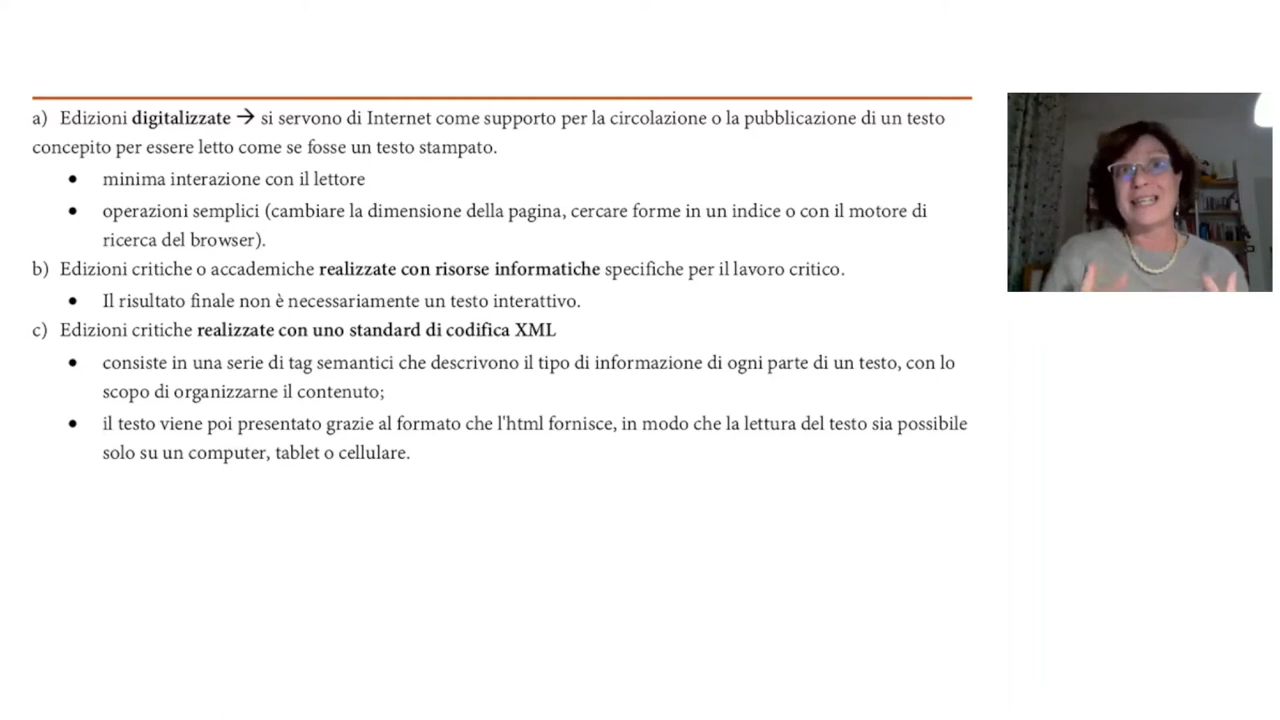 a) Edizioni digitalizzate → si servono di Internet come supporto per la circolazione o la pubblicazione di un testo
concepito per essere letto come se fosse un testo stampato.
• minima interazione con il lettore
• operazioni semplici (cambiare la dimensione della pagina, cercare forme in un indice o con il motore di
ricerca del browser).
b) Edizioni critiche o accademiche realizzate con risorse informatiche specifiche per il lavoro critico.
• Il risultato finale non è necessariamente un testo interattivo.
c) Edizioni critiche realizzate con uno standard di codifica XML
• consiste in una serie di tag semantici che descrivono il tipo di informazione di ogni parte di un testo, con lo
scopo di organizzarne il contenuto;
• il testo viene poi presentato grazie al formato che l'html fornisce, in modo che la lettura del testo sia possibile
solo su un computer, tablet o cellulare.